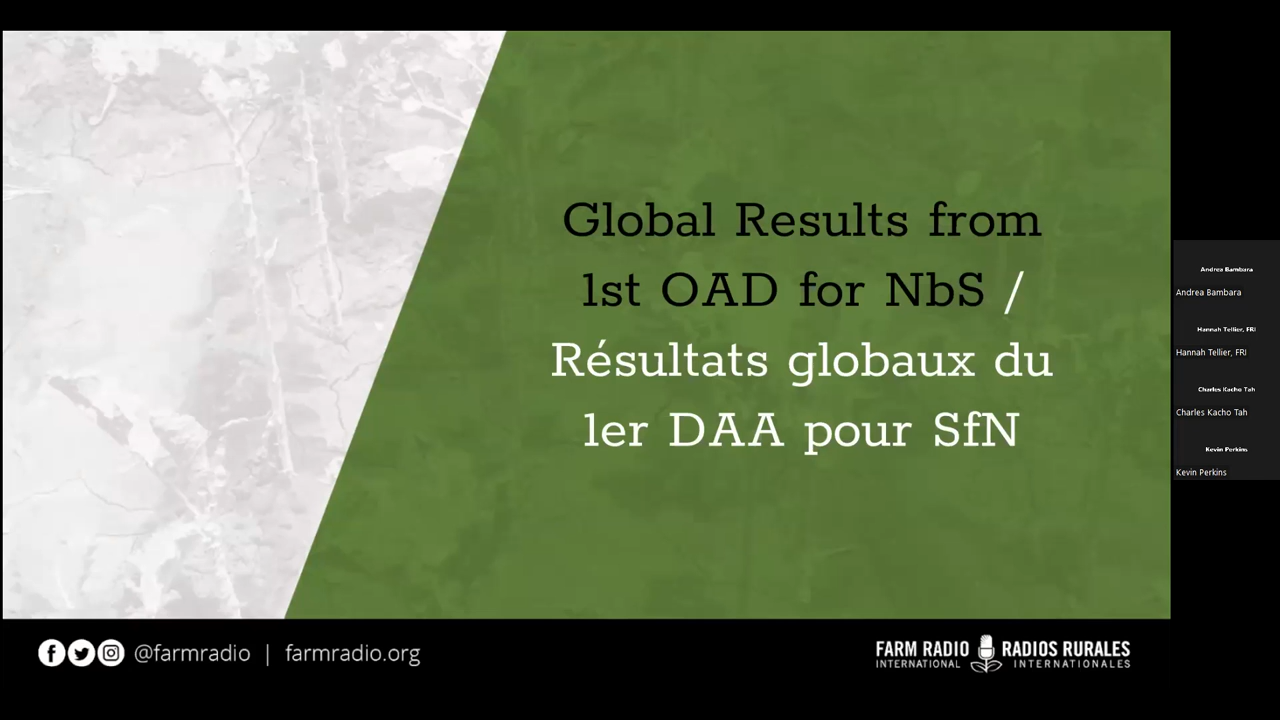 Global Results from
1st OAD for NbS /
Résultats globaux du
1er DAA pour SfN
Andrea Bambara
Andrea Bambara
Hannah Tellier, FRI
Hannah Tellier, FRI
Charles Kacho Tah
Charles Kacho Tah
Kevin Perkins
Kevin Perkins
@farmradio | farmradio.org
FARM RADIO RADIOS RURALES
INTERNATIONAL INTERNATIONALES